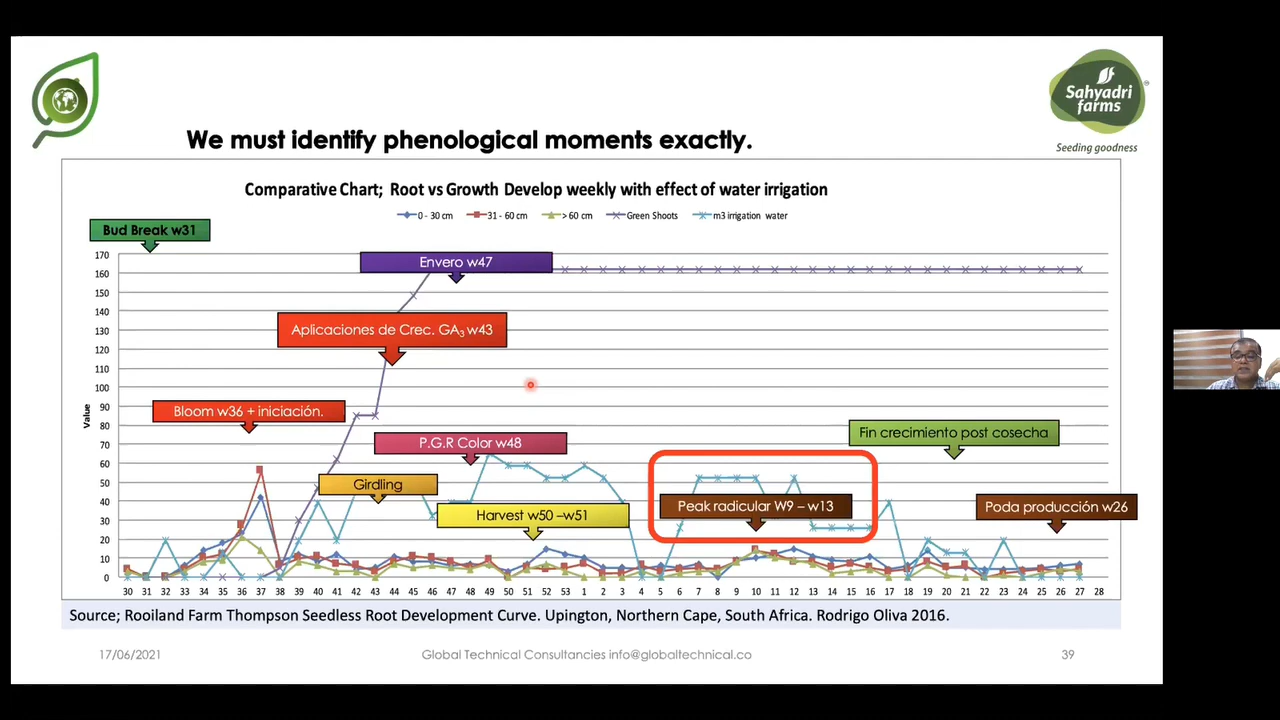 Sahyadri
farms
Seeding goodness
We must identify phenological moments exactly.
Comparative Chart; Root vs Growth Develop weekly with effect of water irrigation
0 - 30 cm 31 - 60 cm > 60 cm Green Shoots m3 irrigation water
Bud Break w31
Envero w47
Aplicaciones de Crec. GA3 w43
Bloom w36 + iniciación.
P.G.R Color w48
Fin crecimiento post cosecha
Girdling
Harvest w50 –w51
Peak radicular W9 – w13
Poda producción w26
Value
170
160
150
140
130
120
110
100
90
80
70
60
50
40
30
20
10
0
30 31 32 33 34 35 36 37 38 39 40 41 42 43 44 45 46 47 48 49 50 51 52 53 1 2 3 4 5 6 7 8 9 10 11 12 13 14 15 16 17 18 19 20 21 22 23 24 25 26 27 28
Source; Rooiland Farm Thompson Seedless Root Development Curve. Upington, Northern Cape, South Africa. Rodrigo Oliva 2016.
17/06/2021 Global Technical Consultancies info@globaltechnical.co 39